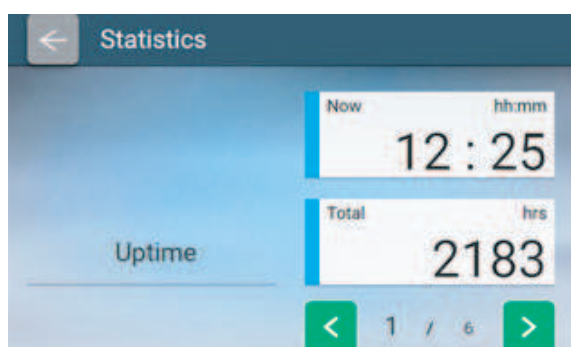 Statistics
Now hh:mm
12 : 25
Total hrs
Uptime
2183
1 / 6